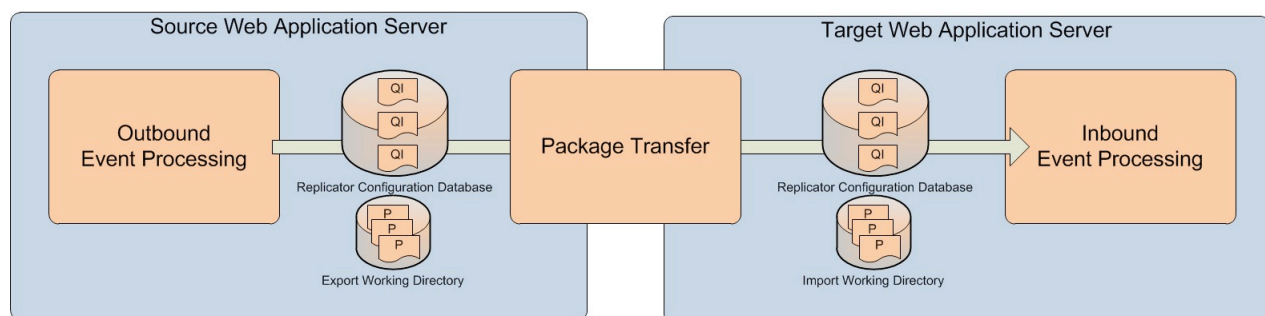 Source Web Application Server
Target Web Application Server
Outbound
Event Processing
QI
QI
QI
Replicator Configuration Database
P
P
P
Export Working Directory
Package Transfer
QI
QI
QI
Replicator Configuration Database
P
P
P
Import Working Directory
Inbound
Event Processing